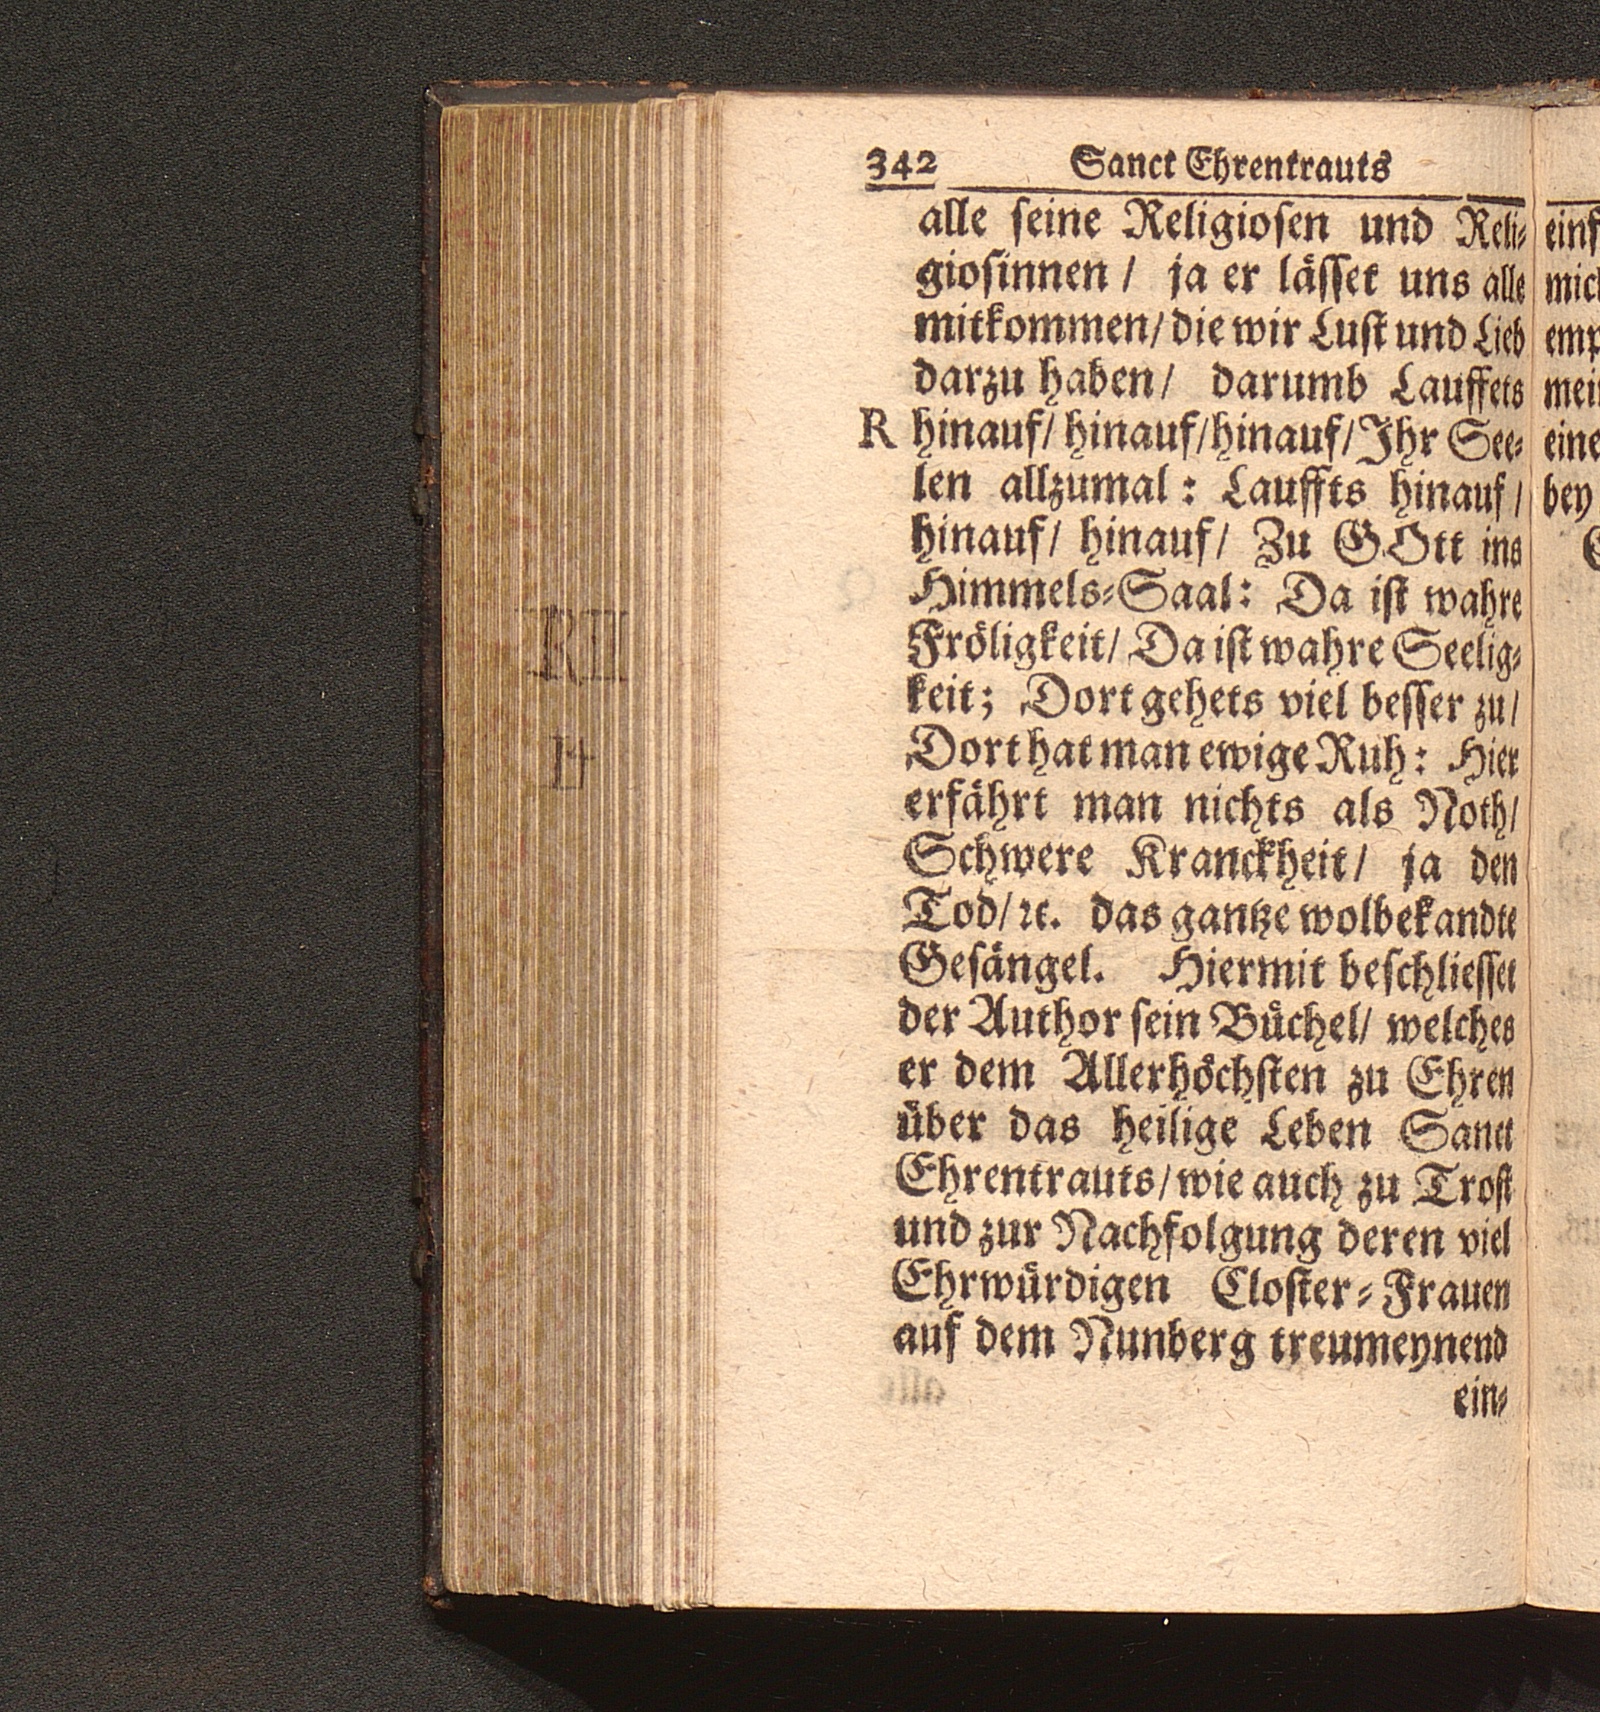 342 Sanct Ehrentrauts
alle seine Religiosen und Reli-
giosinnen / ja er lässet uns alle
mitkommen / die wir Lust und Lieb
darzu haben / darumb Lauffets
R hinauf / hinauf / hinauf / Ihr See-
len allzumal: Lauffts hinauf /
hinauf / hinauf / Zu GOtt ins
Himmels-Saal: Da ist wahre
Fröligkeit / Da ist wahre Seelig-
keit; Dort gehets viel besser zu /
Dort hat man ewige Ruh: Hier
erfährt man nichts als Noth /
Schwere Kranckheit / ja den
Tod / ꝛc. das gantze wolbekandte
Gesängel. Hiermit beschliesset
der Author sein Büchel / welches
er dem Allerhöchsten zu Ehren
über das heilige Leben Sanct
Ehrentrauts / wie auch zu Trost
und zur Nachfolgung deren viel
Ehrwürdigen Closter-Frauen
auf dem Nunberg treumeynend
ein-